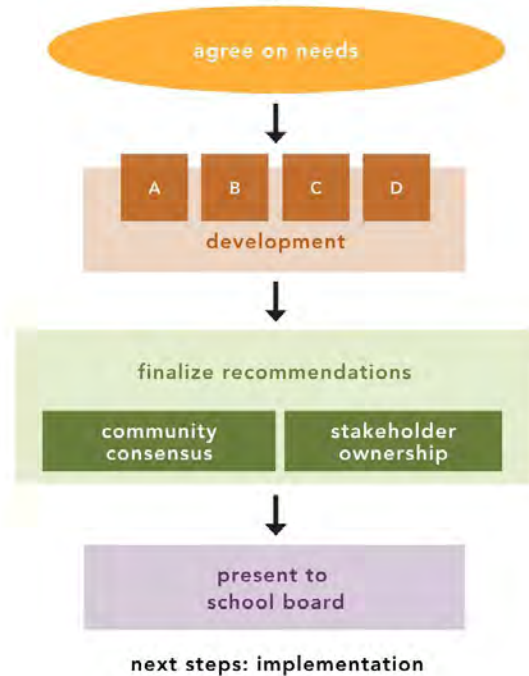 agree on needs
A B C D
development
finalize recommendations
community
consensus
stakeholder
ownership
present to
school board
next steps: implementation